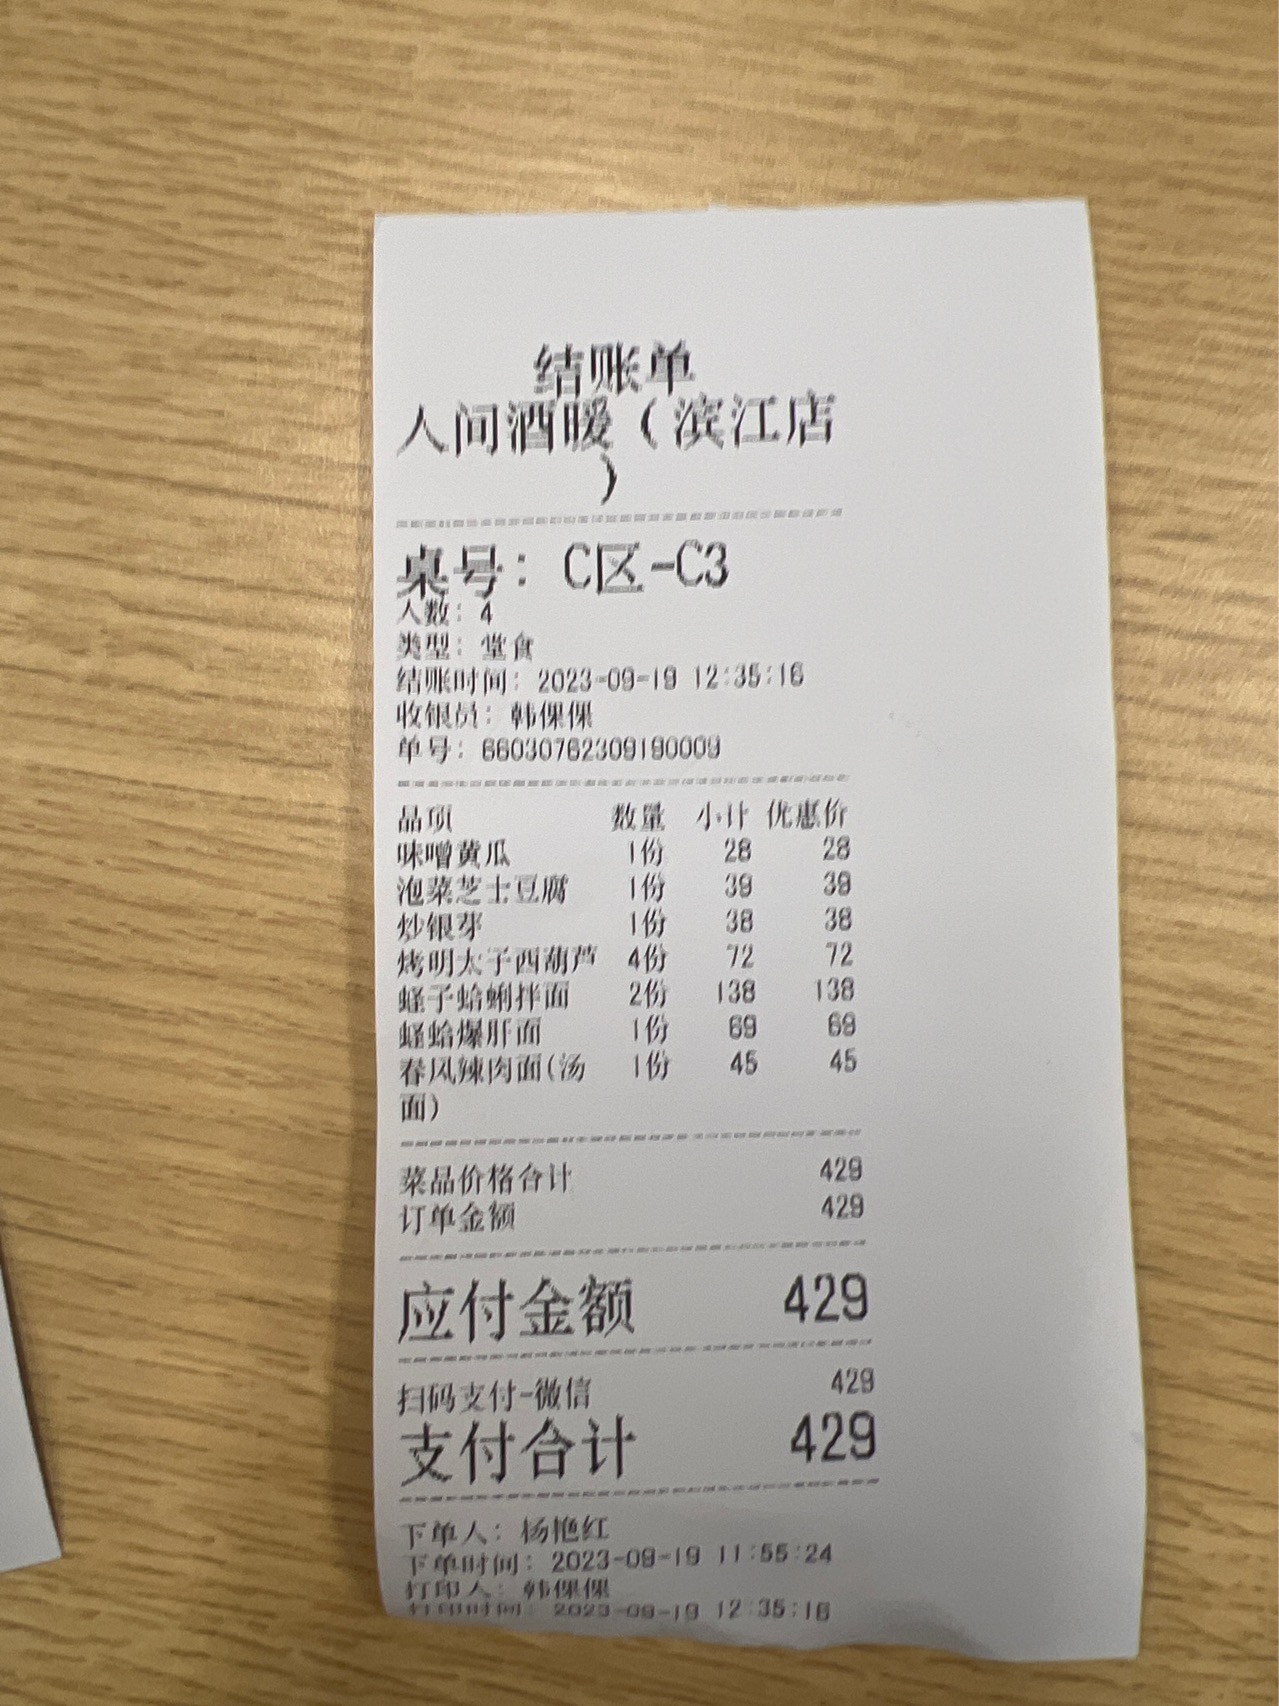 结账单
人间酒暖（滨江店
）
桌号：C区-C3
人数：4
类型：堂食
结账时间：2023-09-19 12:35:16
收银员：韩倮倮
单号：66030762309190009
品项 数量 小计 优惠价
味噌黄瓜 1份 28 28
泡菜芝士豆腐 1份 39 39
炒银芽 1份 38 38
烤明太子西葫芦 4份 72 72
蛏子蛤蜊拌面 2份 138 138
蛏蛤爆肝面 1份 69 69
春风辣肉面(汤 1份 45 45
面)
菜品价格合计 429
订单金额 429
应付金额 429
扫码支付-微信 429
支付合计 429
下单人：杨艳红
下单时间：2023-09-19 11:55:24
打印人：韩倮倮
打印时间：2023-09-19 12:35:16